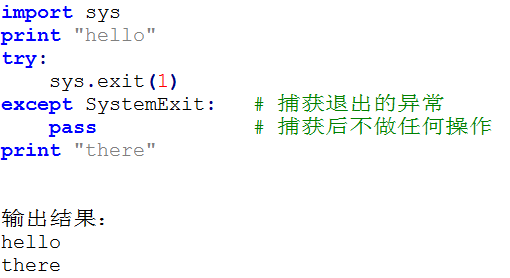 import sys
print "hello"
try:
    sys.exit(1)
except SystemExit:   # 捕获退出的异常
    pass             # 捕获后不做任何操作
print "there"
输出结果:
hello
there